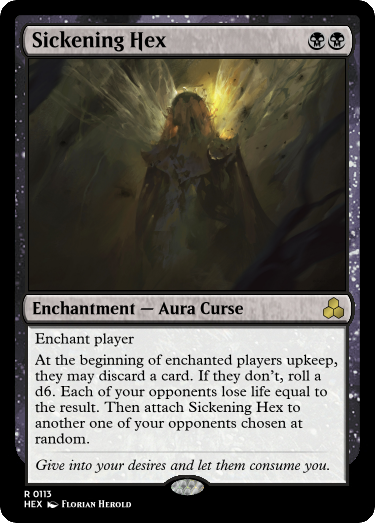 Sickening Hex
Enchantment — Aura Curse
Enchant player
At the beginning of enchanted players upkeep,
they may discard a card. If they don't, roll a
d6. Each of your opponents lose life equal to
the result. Then attach Sickening Hex to
another one of your opponents chosen at
random.
Give into your desires and let them consume you.
R 0113
HEX Florian Herold